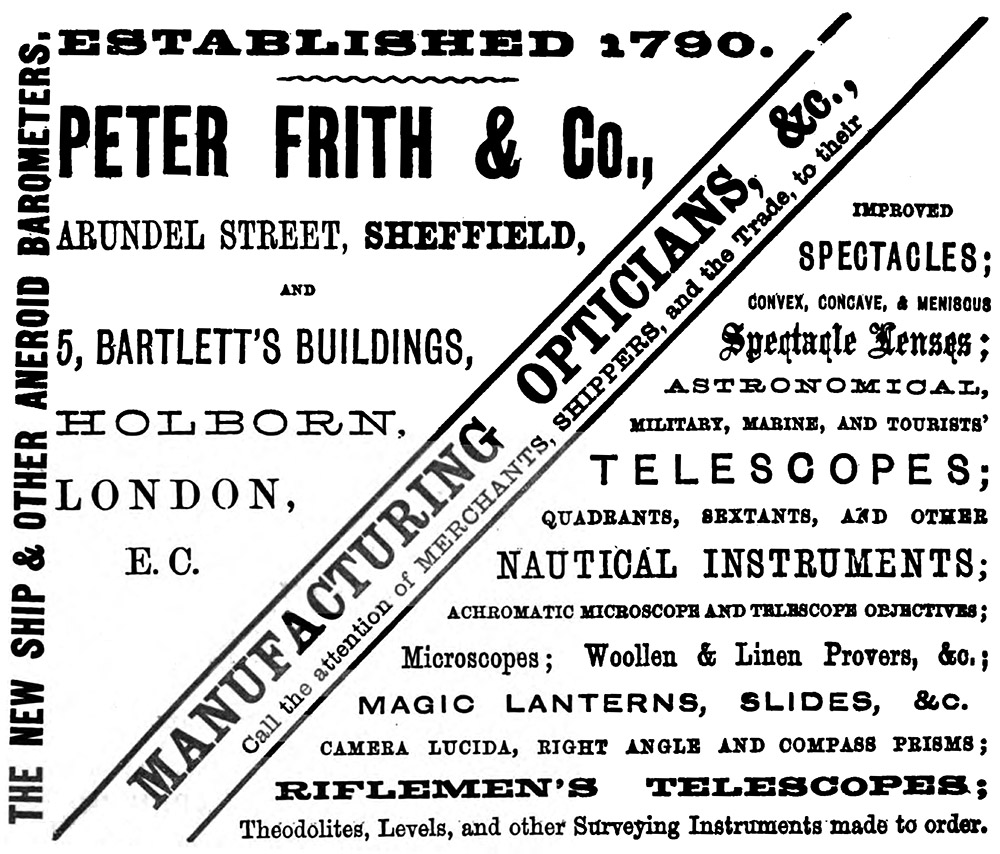 THE NEW SHIP & OTHER ANEROID BAROMETERS,
ESTABLISHED 1790.
PETER FRITH & Co.,
ARUNDEL STREET, SHEFFIELD,
AND
5, BARTLETT'S BUILDINGS,
HOLBORN,
LONDON,
E. C.
MANUFACTURING OPTICIANS, &c.,
Call the attention of MERCHANTS, SHIPPERS, and the Trade, to their
IMPROVED
SPECTACLES;
CONVEX, CONCAVE, & MENISCUS
Spectacle Lenses;
ASTRONOMICAL,
MILITARY, MARINE, AND TOURISTS'
TELESCOPES;
QUADRANTS, SEXTANTS, AND OTHER
NAUTICAL INSTRUMENTS;
ACHROMATIC MICROSCOPE AND TELESCOPE OBJECTIVES;
Microscopes; Woollen & Linen Provers, &c.;
MAGIC LANTERNS, SLIDES, &c.
CAMERA LUCIDA, RIGHT ANGLE AND COMPASS PRISMS;
RIFLEMEN'S TELESCOPES;
Theodolites, Levels, and other Surveying Instruments made to order.